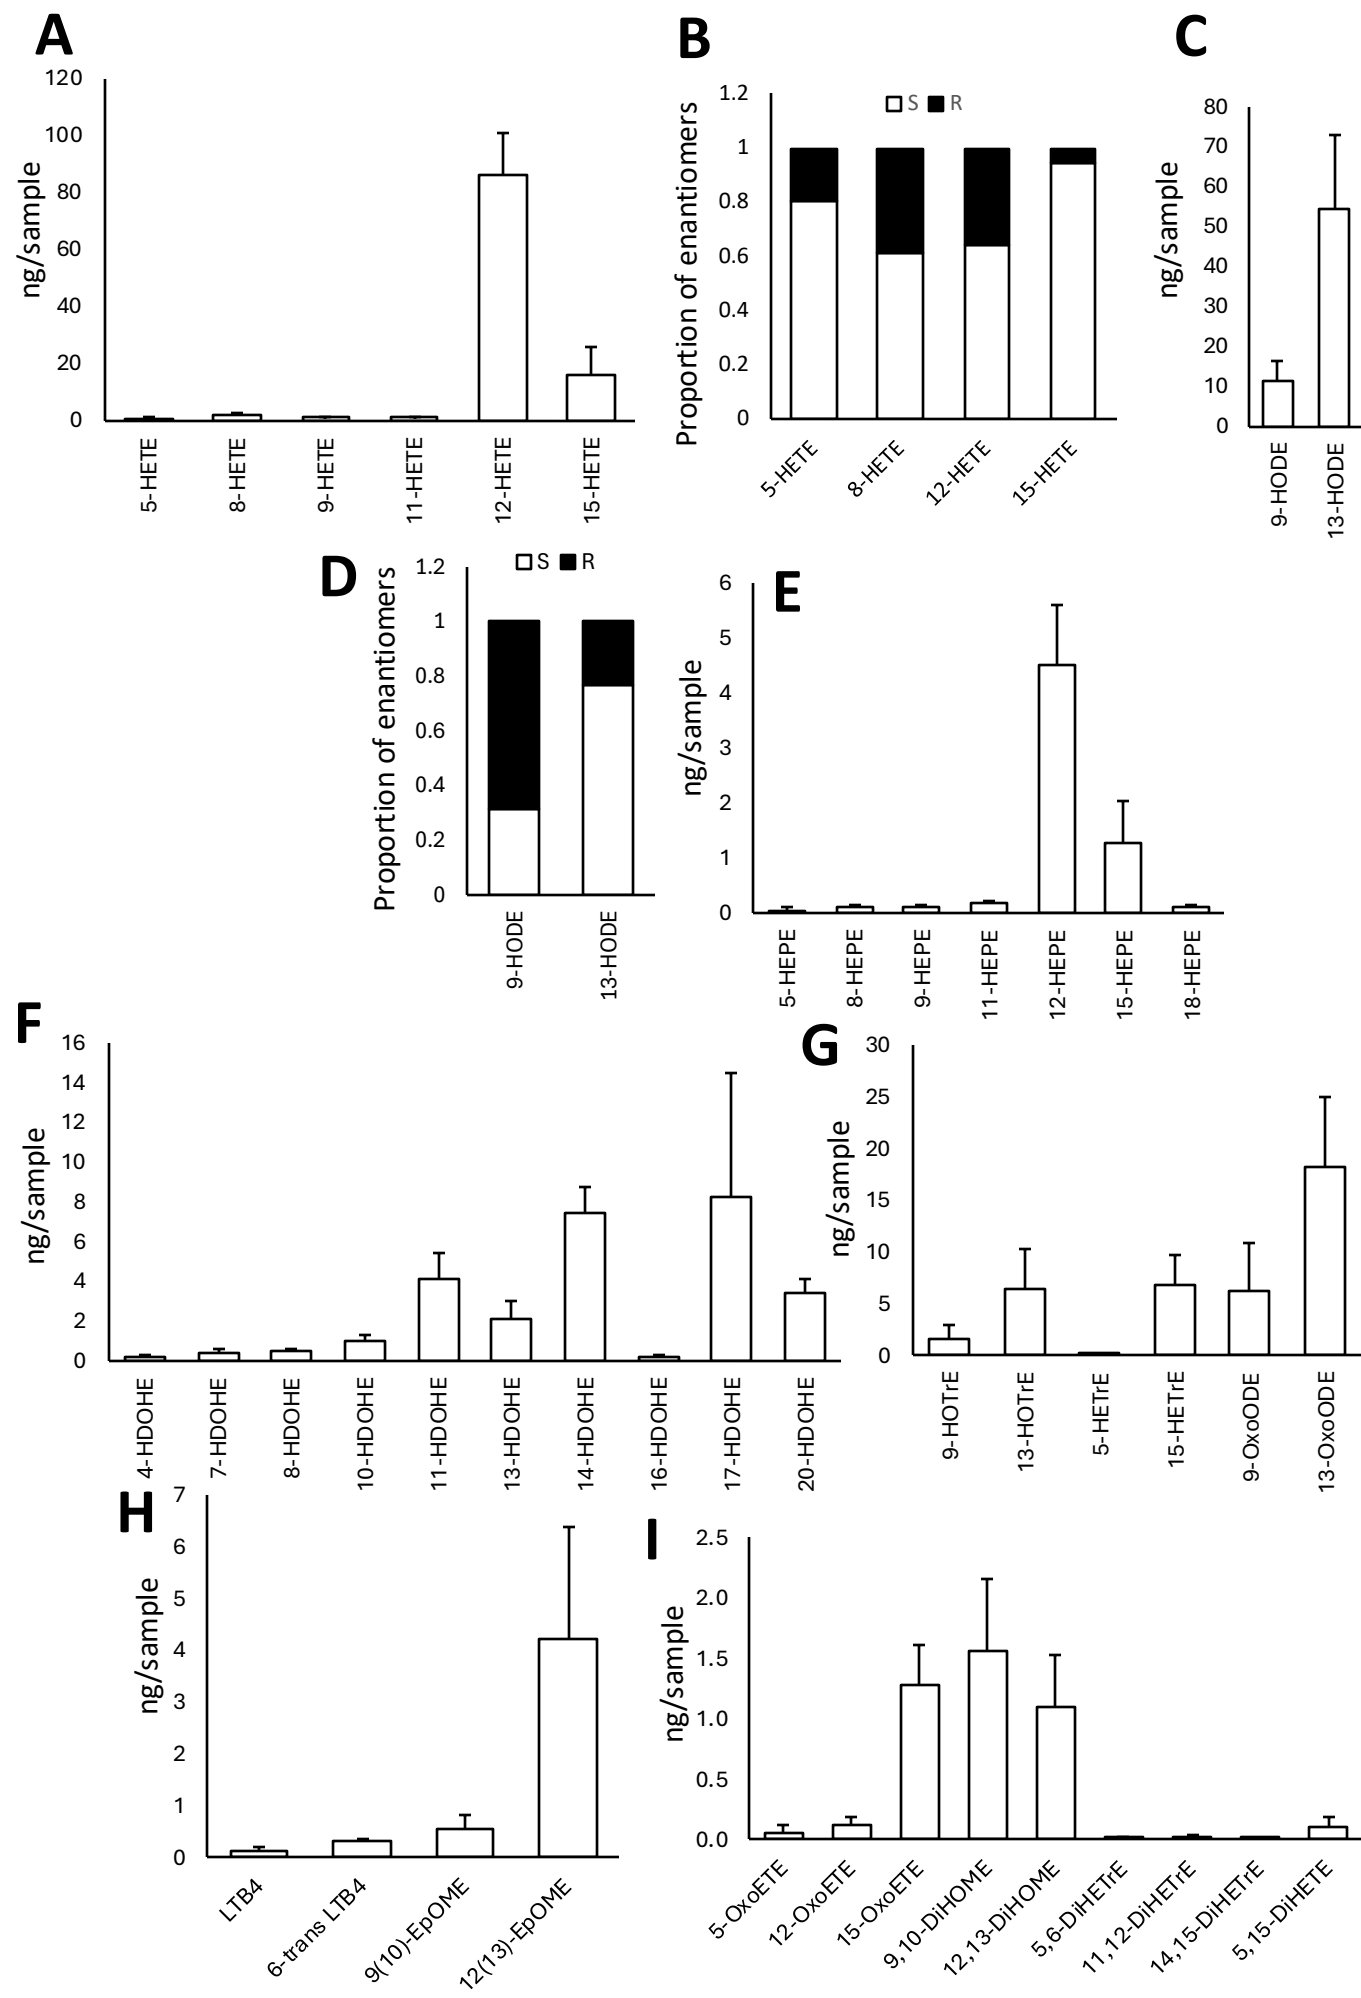 A
120
100
80
60
40
20
0
ng/sample
5-HETE
8-HETE
9-HETE
11-HETE
12-HETE
15-HETE
B
S R
1.2
1
0.8
0.6
0.4
0.2
0
Proportion of enantiomers
5-HETE
8-HETE
12-HETE
15-HETE
C
80
70
60
50
40
30
20
10
0
ng/sample
9-HODE
13-HODE
D
S R
1.2
1
0.8
0.6
0.4
0.2
0
Proportion of enantiomers
9-HODE
13-HODE
E
6
5
4
3
2
1
0
ng/sample
5-HEPE
8-HEPE
9-HEPE
11-HEPE
12-HEPE
15-HEPE
18-HEPE
F
16
14
12
10
8
6
4
2
0
ng/sample
4-HDOHE
7-HDOHE
8-HDOHE
10-HDOHE
11-HDOHE
13-HDOHE
14-HDOHE
16-HDOHE
17-HDOHE
20-HDOHE
G
30
25
20
15
10
5
0
ng/sample
9-HOTrE
13-HOTrE
5-HETrE
15-HETrE
9-OxoODE
13-OxoODE
H
7
6
5
4
3
2
1
0
ng/sample
LTB4
6-trans LTB4
9(10)-EpOME
12(13)-EpOME
I
2.5
2.0
1.5
1.0
0.5
0.0
ng/sample
5-OxoETE
12-OxoETE
15-OxoETE
9,10-DiHOME
12,13-DiHOME
5,6-DiHETrE
11,12-DiHETrE
14,15-DiHETrE
5,15-DiHETE